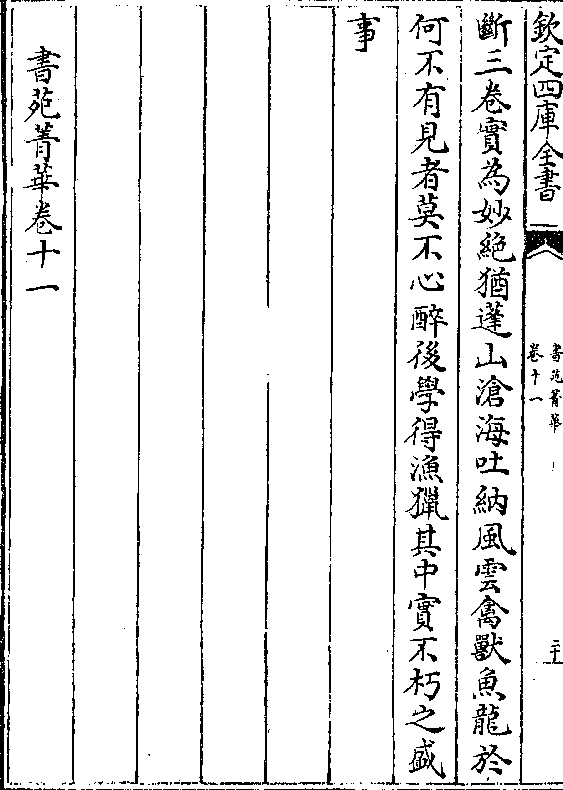 欽定四庫全書
書苑菁華
卷十一
二十
斷三卷實為妙絶猶蓬山滄海吐納風雲禽獸魚龍於
何不有見者莫不心醉後學得漁獵其中實不朽之盛
事
書苑菁華卷十一